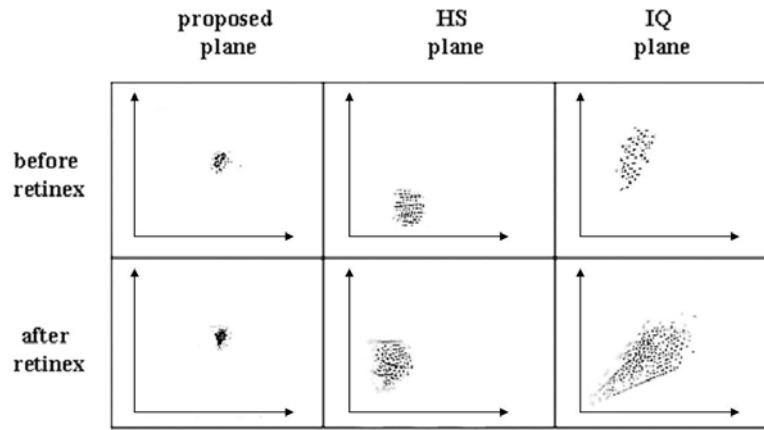 proposed
plane
HS
plane
IQ
plane
before
retinex
after
retinex